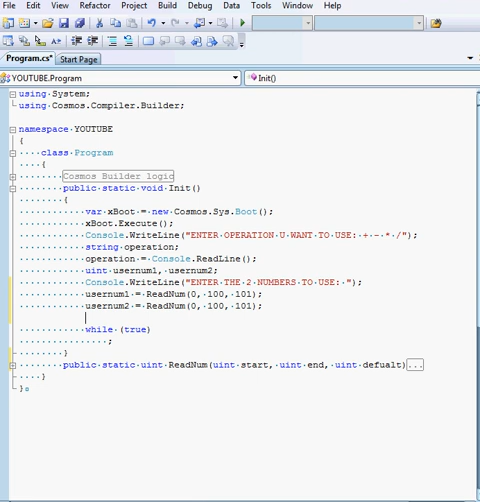 File Edit View Refactor Project Build Debug Data Tools Window Help
Program.cs* Start Page
YOUTUBE.Program Init()
using System;
using Cosmos.Compiler.Builder;
namespace YOUTUBE
{
class Program
{
Cosmos Builder logic
public static void Init()
{
var xBoot = new Cosmos.Sys.Boot();
xBoot.Execute();
Console.WriteLine("ENTER OPERATION U WANT TO USE: + - * /");
string operation;
operation = Console.ReadLine();
uint usernum1, usernum2;
Console.WriteLine("ENTER THE 2 NUMBERS TO USE: ");
usernum1 = ReadNum(0, 100, 101);
usernum2 = ReadNum(0, 100, 101);
while (true)
;
}
public static uint ReadNum(uint start, uint end, uint defualt)...
}
}